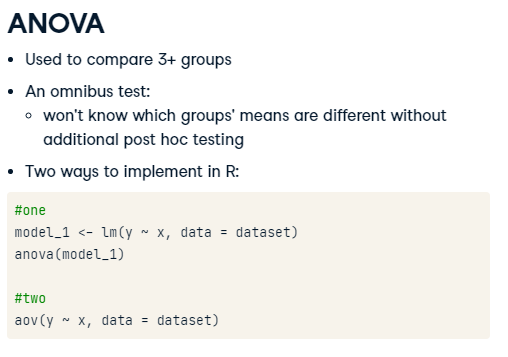 ANOVA
• Used to compare 3+ groups
• An omnibus test:
◦ won't know which groups' means are different without
additional post hoc testing
• Two ways to implement in R:
#one
model_1 <- lm(y ~ x, data = dataset)
anova(model_1)
#two
aov(y ~ x, data = dataset)